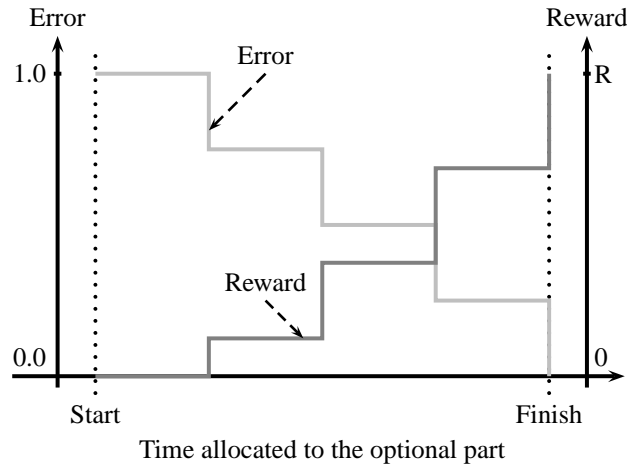 Error
Reward
1.0
Error
R
Reward
0.0
0
Start
Finish
Time allocated to the optional part